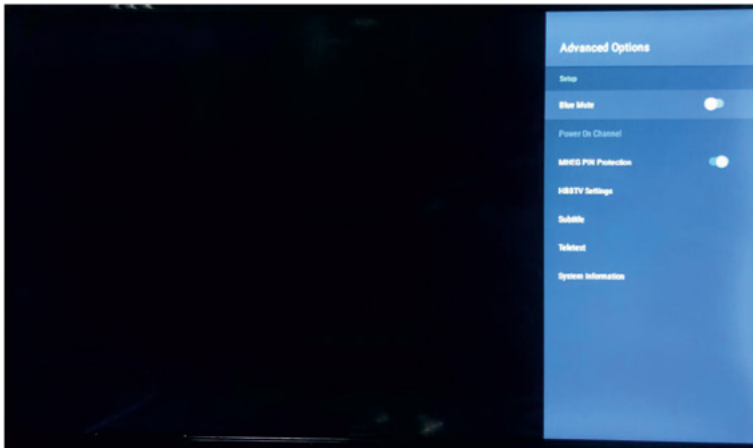 Advanced Options
Setup
Blue Mute
Power On Channel
MHEG PIN Protection
HBBTV Settings
Subtitle
Teletext
System Information